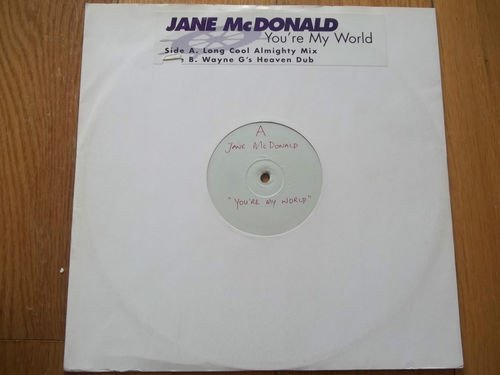 JANE McDONALD
You're My World
Side A. Long Cool Almighty Mix
B. Wayne G's Heaven Dub
A
JANE McDONALD
"YOU'RE MY WORLD"